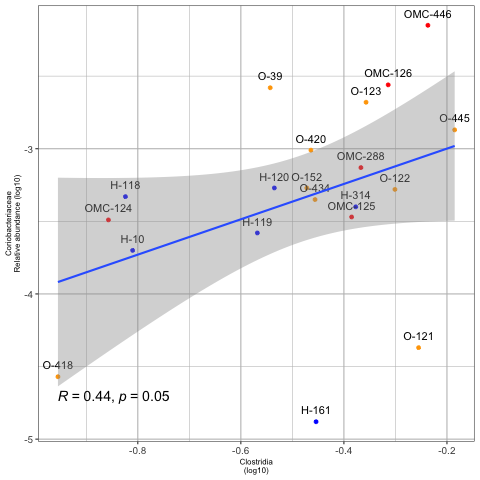 OMC-446
OMC-126
O-39
O-123
O-445
O-420
-3
OMC-288
H-120
O-152
O-122
H-118
O-434
H-314
OMC-124
OMC-125
H-119
H-10
-4
O-121
O-418
R = 0.44, p = 0.05
H-161
-5
-0.8
-0.6
-0.4
-0.2
Clostridia
(log10)
Coriobacteriaceae
Relative abundance (log10)